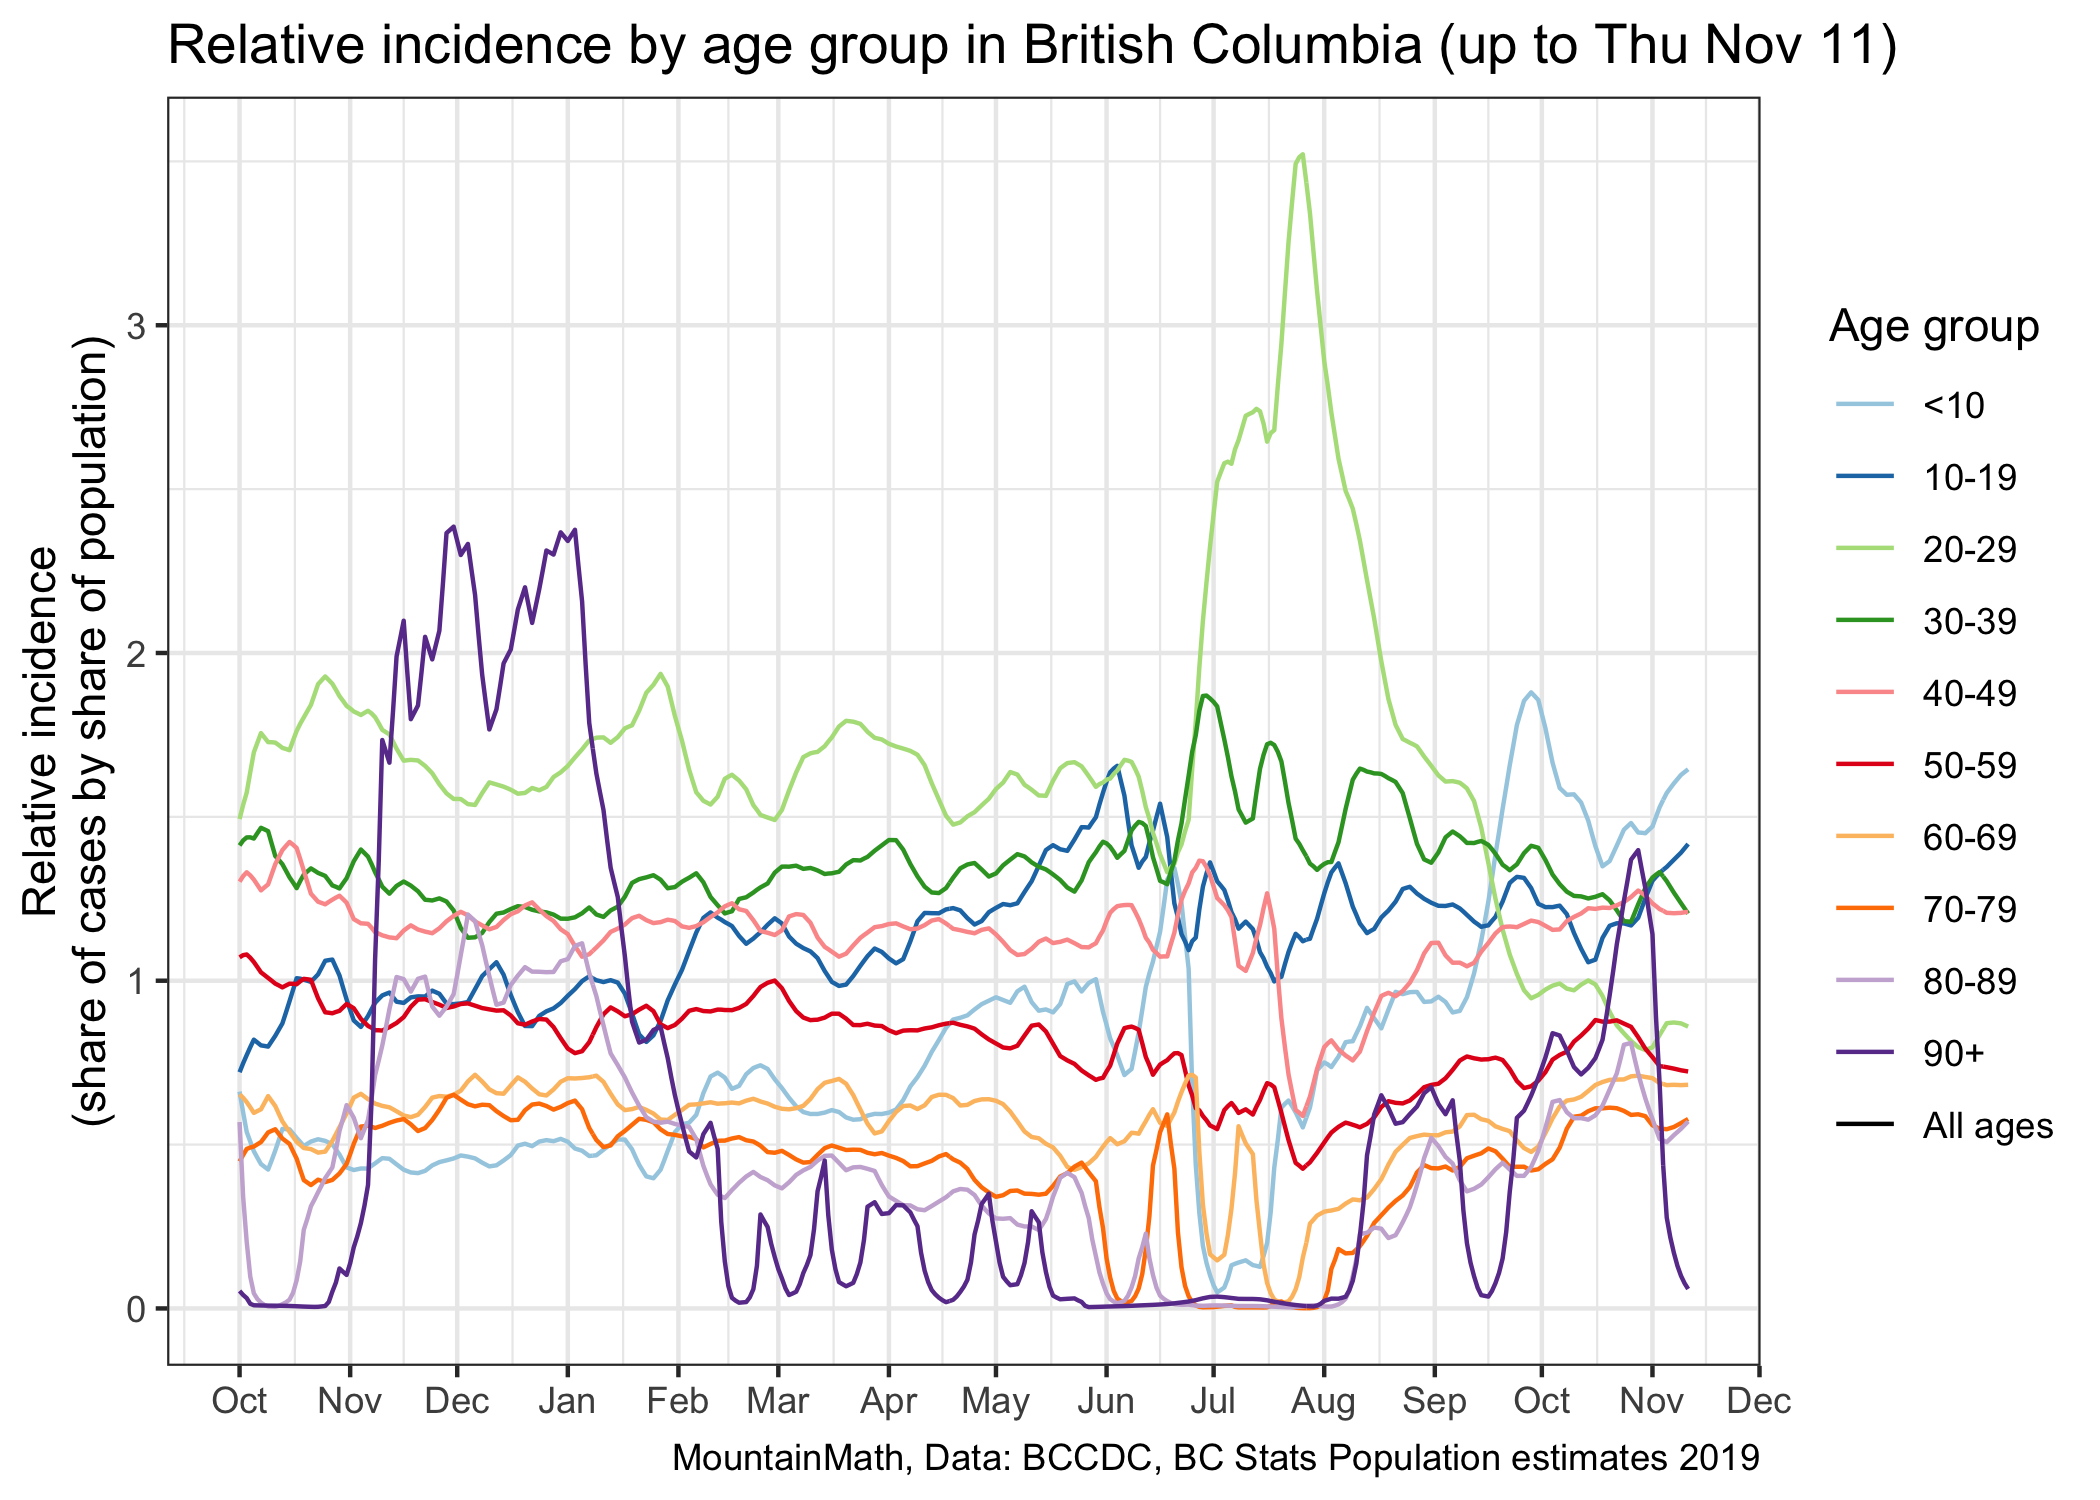 Relative incidence by age group in British Columbia (up to Thu Nov 11)
Relative incidence
(share of cases by share of population)
3
2
1
0
Oct Nov Dec Jan Feb Mar Apr May Jun Jul Aug Sep Oct Nov Dec
Age group
<10
10-19
20-29
30-39
40-49
50-59
60-69
70-79
80-89
90+
All ages
MountainMath, Data: BCCDC, BC Stats Population estimates 2019